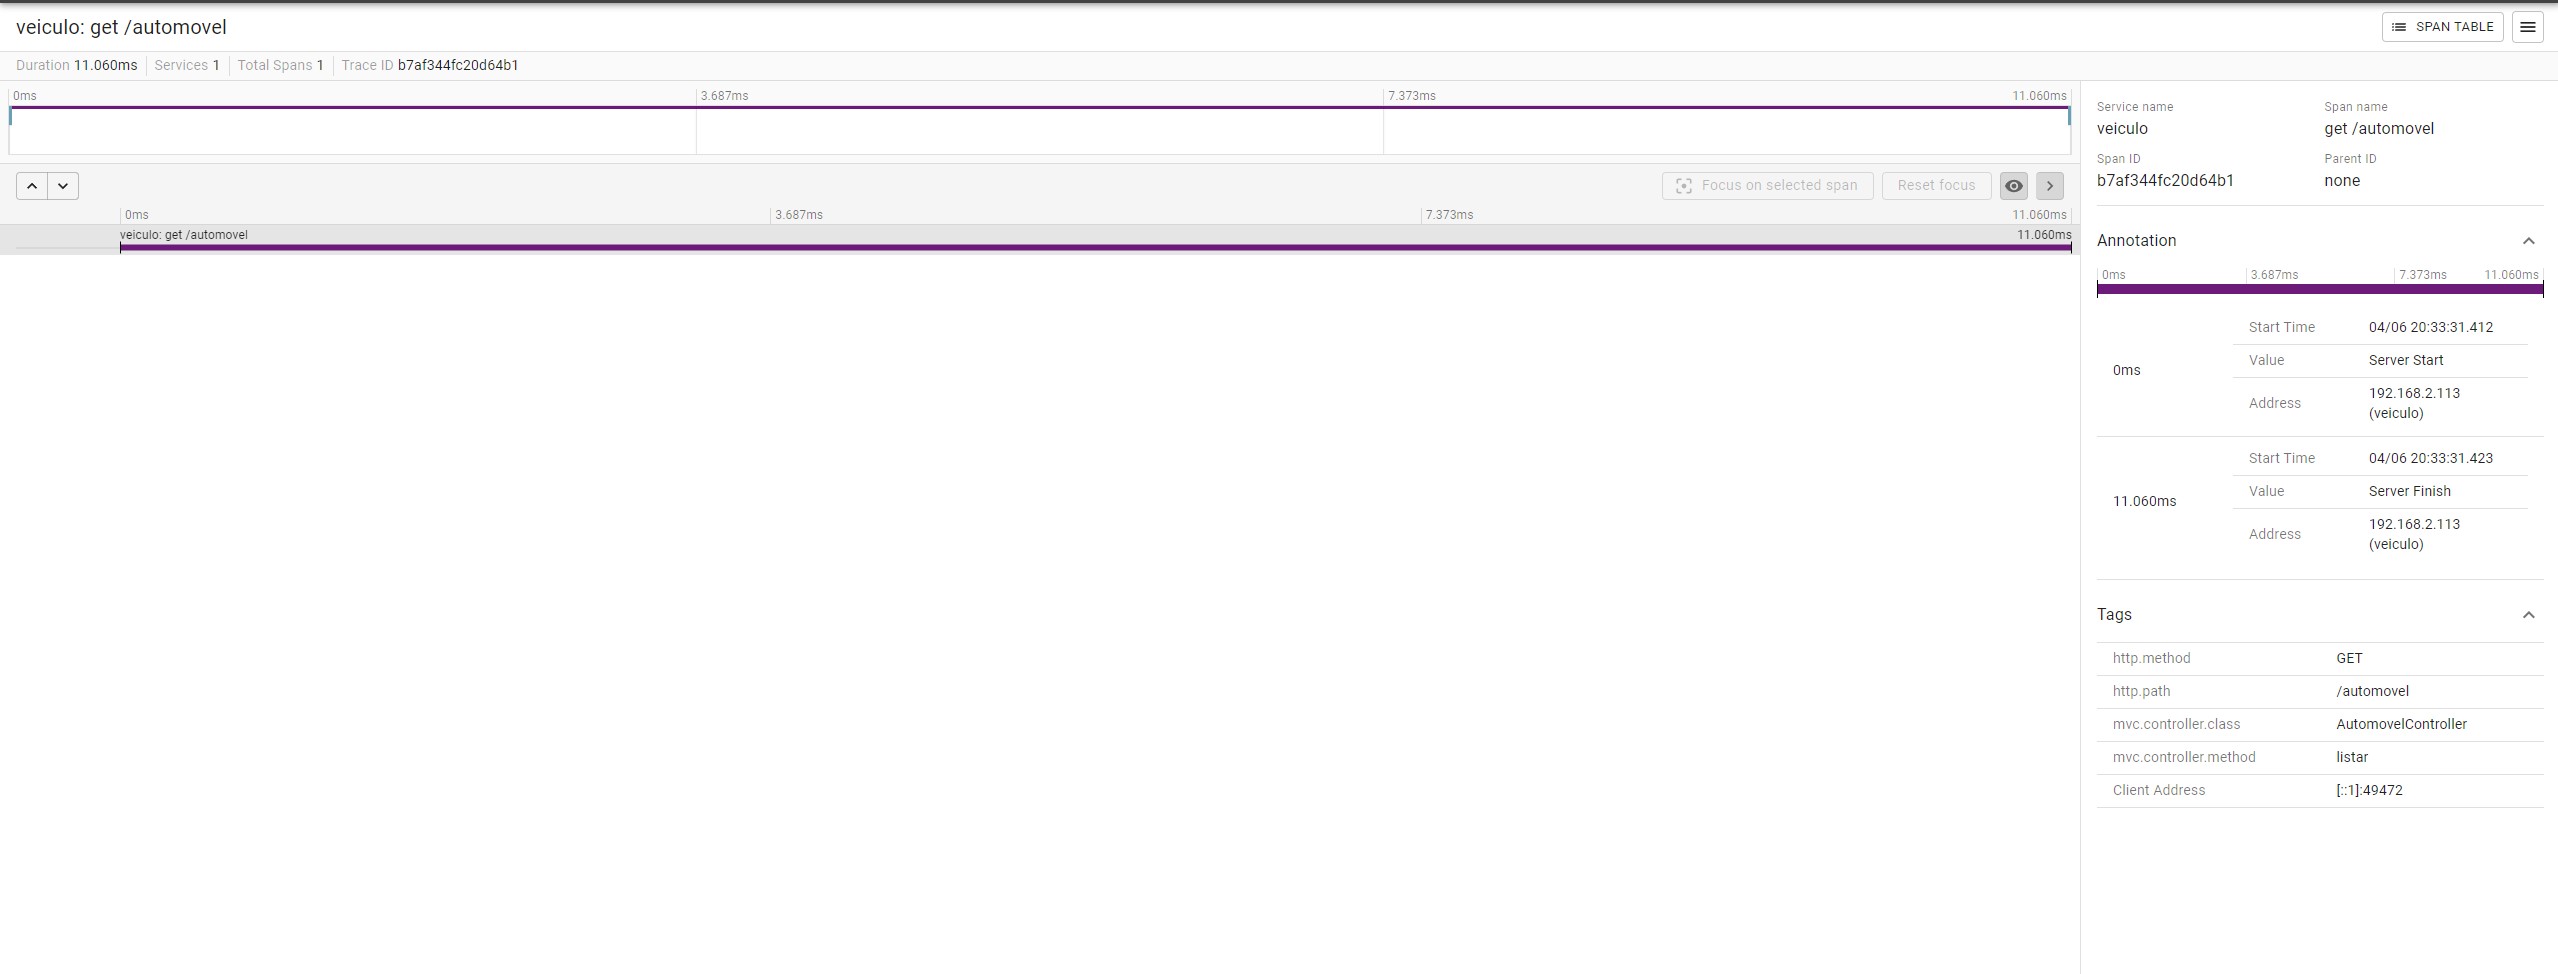 veiculo: get /automovel
SPAN TABLE
Duration 11.060ms Services 1 Total Spans 1 Trace ID b7af344fc20d64b1
0ms 3.687ms 7.373ms 11.060ms
Focus on selected span Reset focus
0ms 3.687ms 7.373ms 11.060ms
veiculo: get /automovel 11.060ms
Service name Span name
veiculo get /automovel
Span ID Parent ID
b7af344fc20d64b1 none
Annotation
0ms 3.687ms 7.373ms 11.060ms
Start Time 04/06 20:33:31.412
Value Server Start
0ms
Address 192.168.2.113
(veiculo)
Start Time 04/06 20:33:31.423
Value Server Finish
11.060ms
Address 192.168.2.113
(veiculo)
Tags
http.method GET
http.path /automovel
mvc.controller.class AutomovelController
mvc.controller.method listar
Client Address [::1]:49472